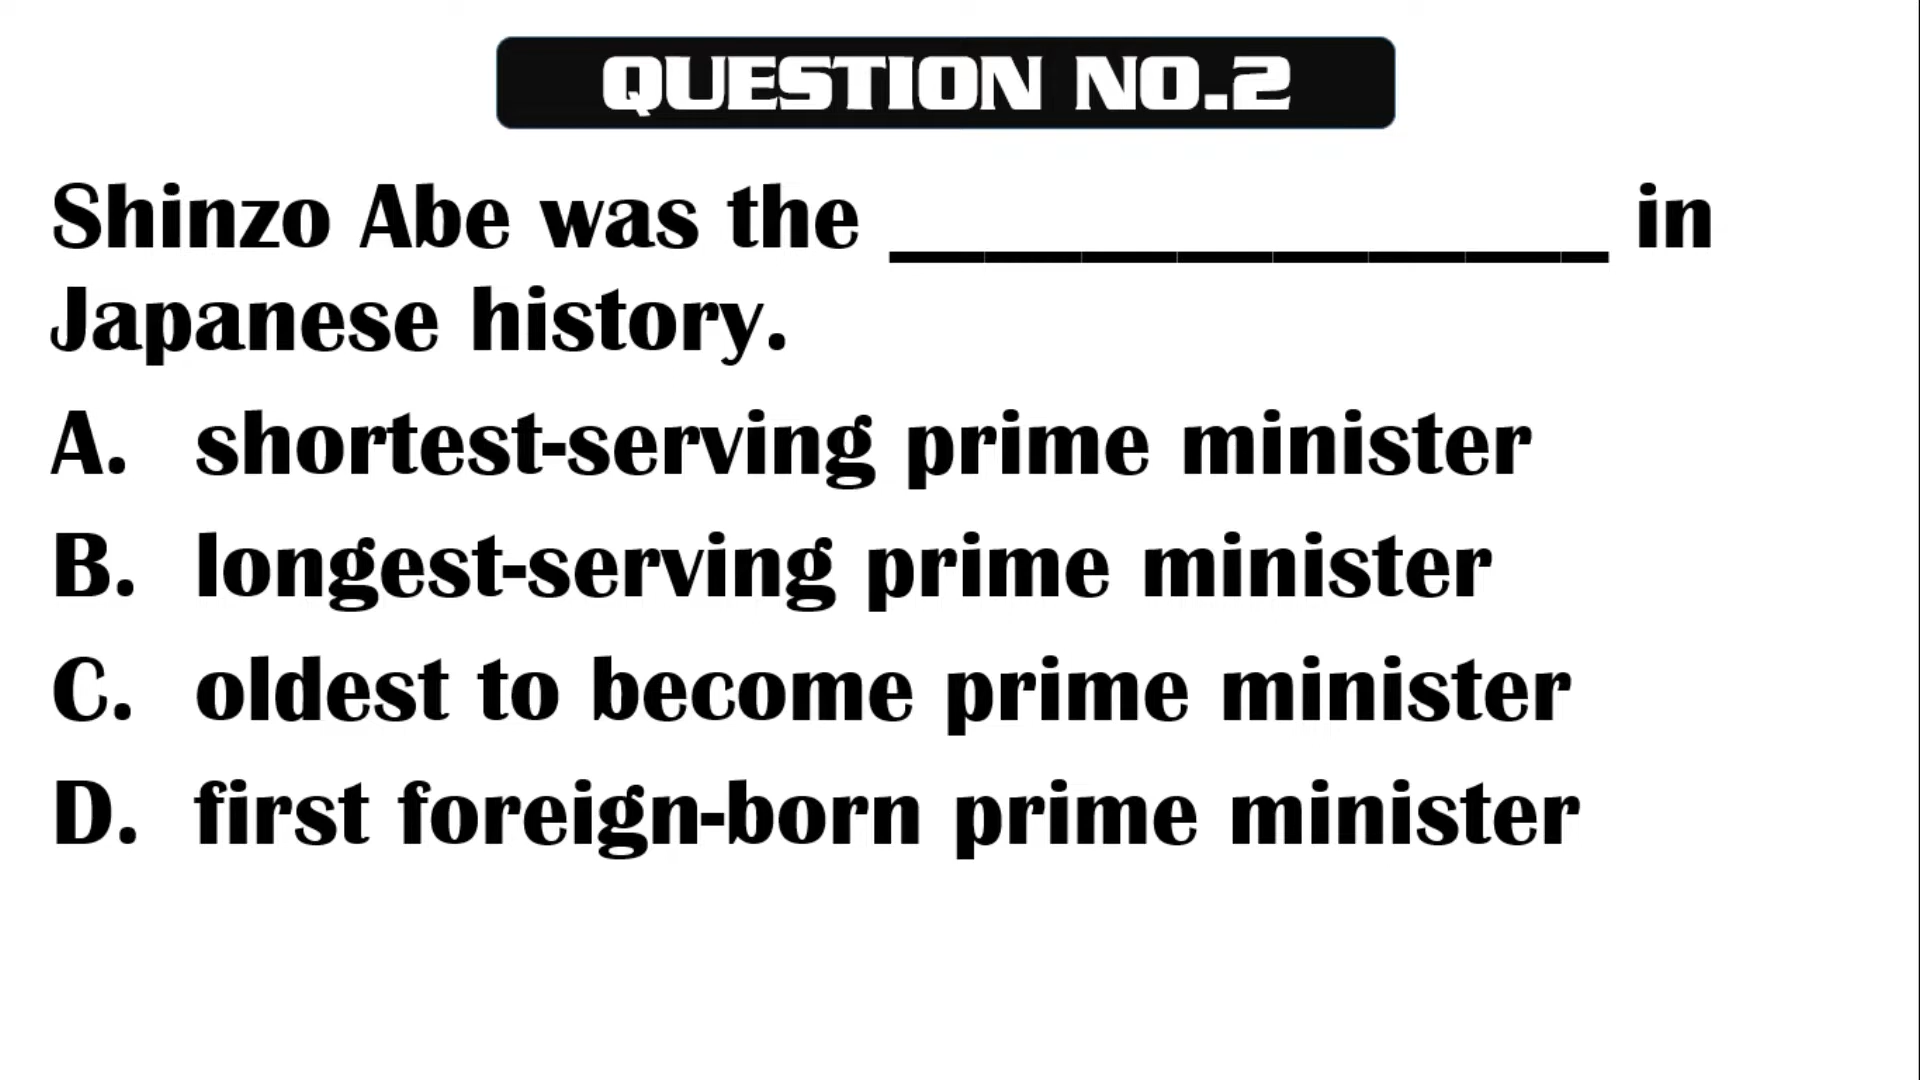 QUESTION NO.2
Shinzo Abe was the _______________ in
Japanese history.
A. shortest-serving prime minister
B. longest-serving prime minister
C. oldest to become prime minister
D. first foreign-born prime minister